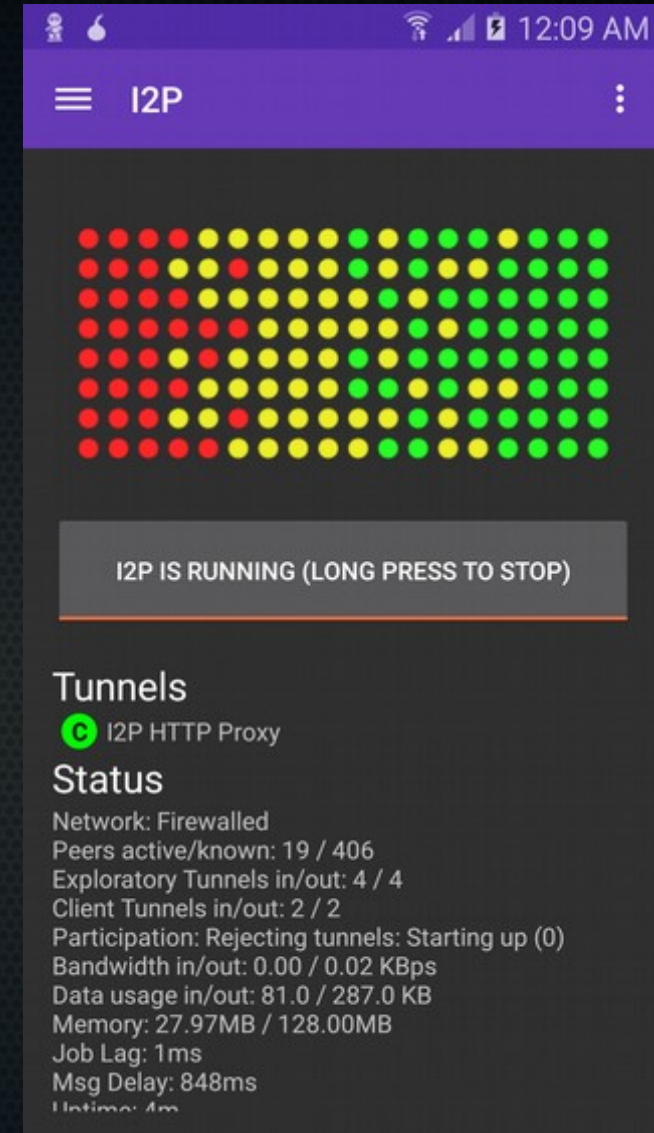 12:09 AM
I2P
I2P IS RUNNING (LONG PRESS TO STOP)
Tunnels
C I2P HTTP Proxy
Status
Network: Firewalled
Peers active/known: 19 / 406
Exploratory Tunnels in/out: 4 / 4
Client Tunnels in/out: 2 / 2
Participation: Rejecting tunnels: Starting up (0)
Bandwidth in/out: 0.00 / 0.02 KBps
Data usage in/out: 81.0 / 287.0 KB
Memory: 27.97MB / 128.00MB
Job Lag: 1ms
Msg Delay: 848ms
Uptime: 4m